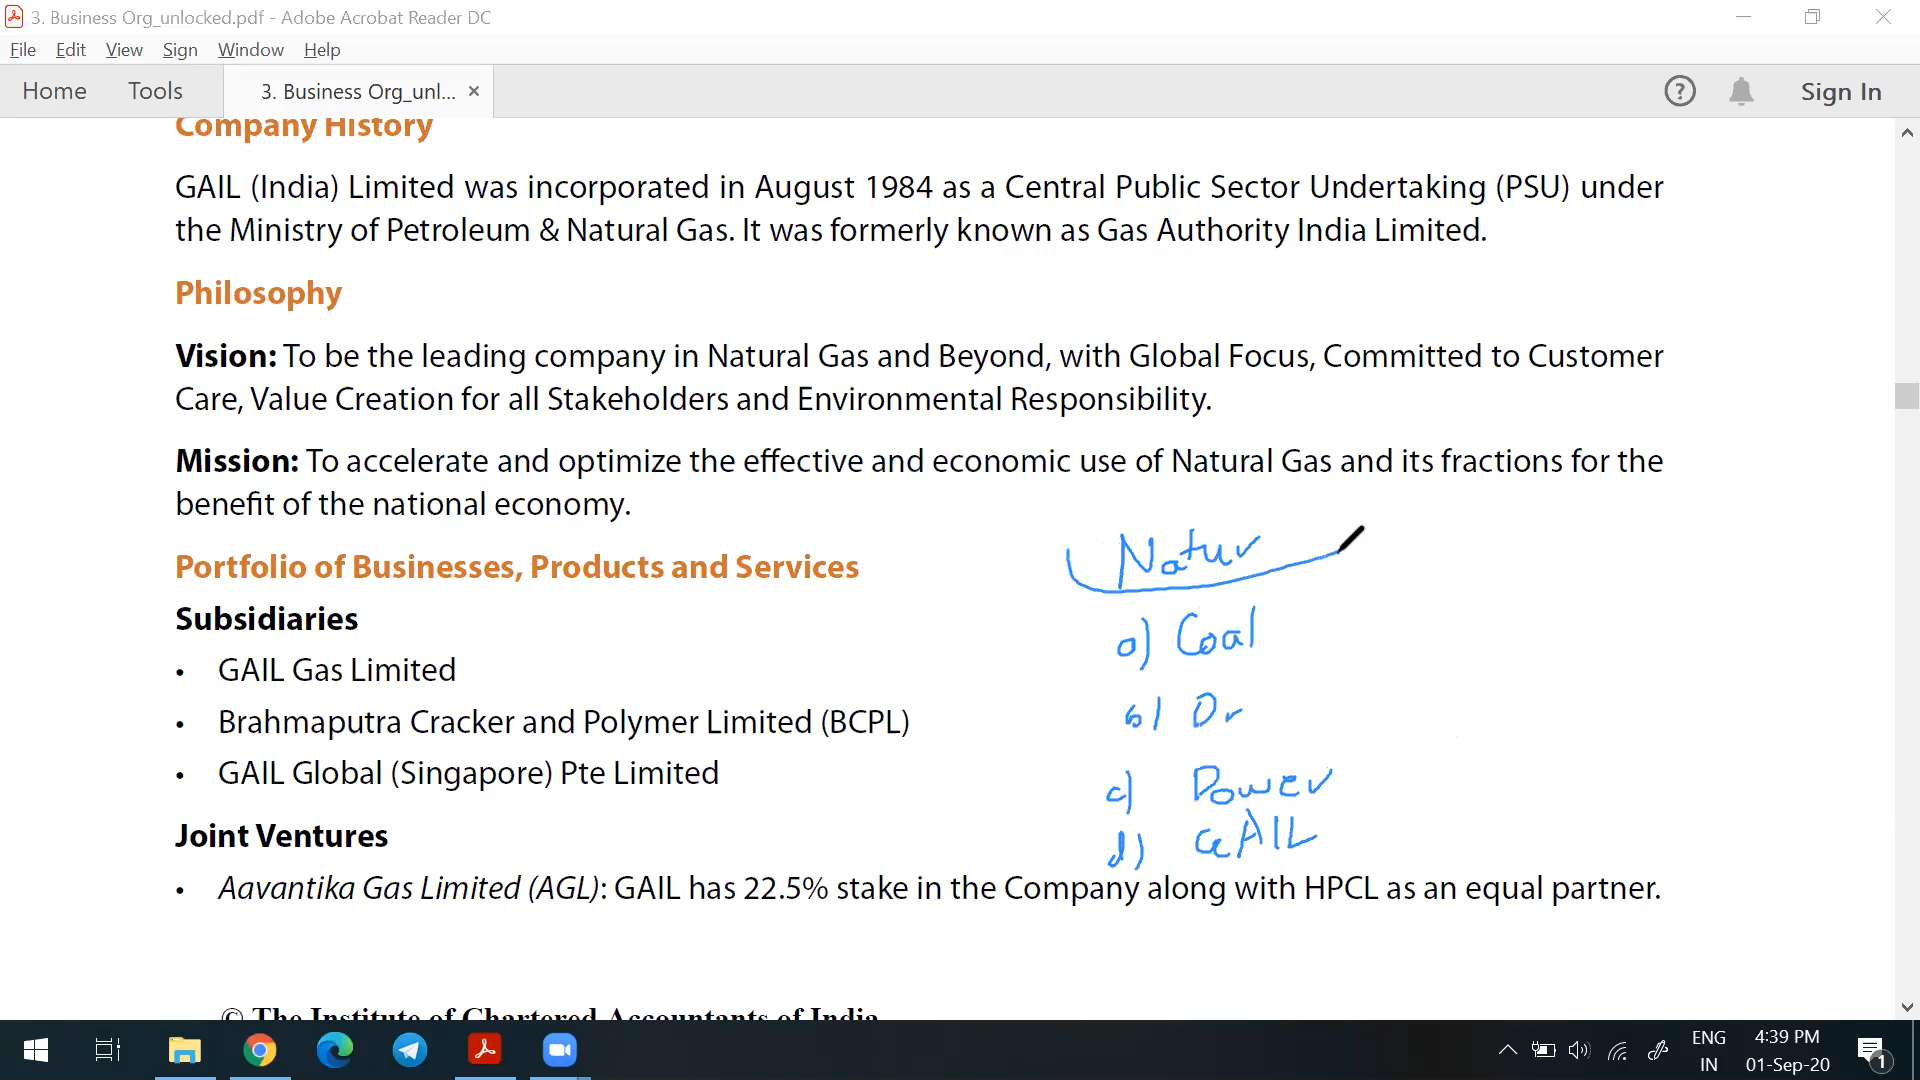 3. Business Org_unlocked.pdf - Adobe Acrobat Reader DC
File Edit View Sign Window Help
Home Tools 3. Business Org_unl... × ? Sign In
Company History
GAIL (India) Limited was incorporated in August 1984 as a Central Public Sector Undertaking (PSU) under
the Ministry of Petroleum & Natural Gas. It was formerly known as Gas Authority India Limited.
Philosophy
Vision: To be the leading company in Natural Gas and Beyond, with Global Focus, Committed to Customer
Care, Value Creation for all Stakeholders and Environmental Responsibility.
Mission: To accelerate and optimize the effective and economic use of Natural Gas and its fractions for the
benefit of the national economy.
Natur
Portfolio of Businesses, Products and Services
Subsidiaries
a) Coal
• GAIL Gas Limited
• Brahmaputra Cracker and Polymer Limited (BCPL)
b) Or
• GAIL Global (Singapore) Pte Limited
c) Power
Joint Ventures
d) GAIL
• Aavantika Gas Limited (AGL): GAIL has 22.5% stake in the Company along with HPCL as an equal partner.
© The Institute of Chartered Accountants of India
ENG 4:39 PM
IN 01-Sep-20 1